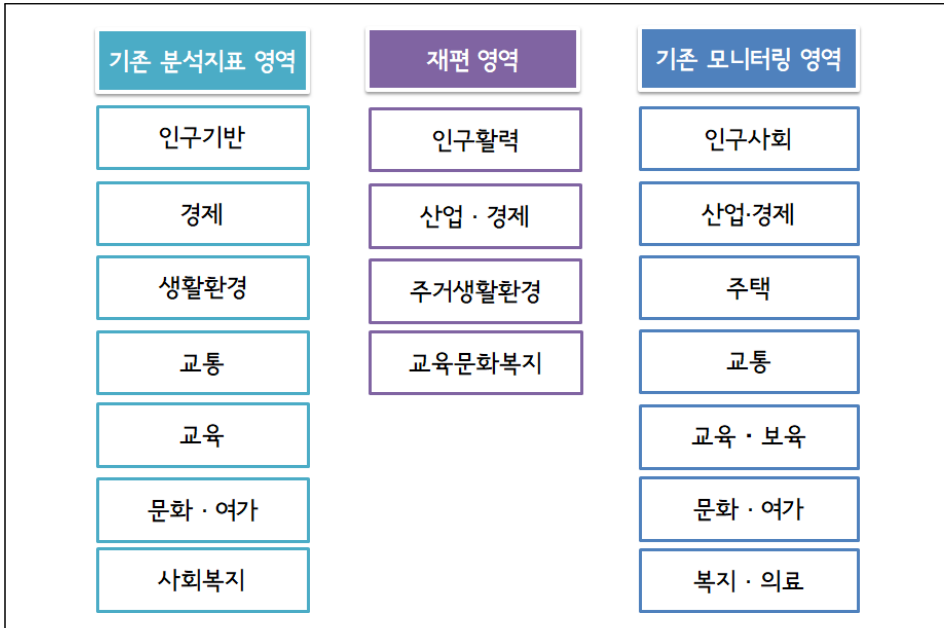 기존 분석지표 영역
인구기반
경제
생활환경
교통
교육
문화 · 여가
사회복지
재편 영역
인구활력
산업 · 경제
주거생활환경
교육문화복지
기존 모니터링 영역
인구사회
산업·경제
주택
교통
교육 · 보육
문화 · 여가
복지 · 의료